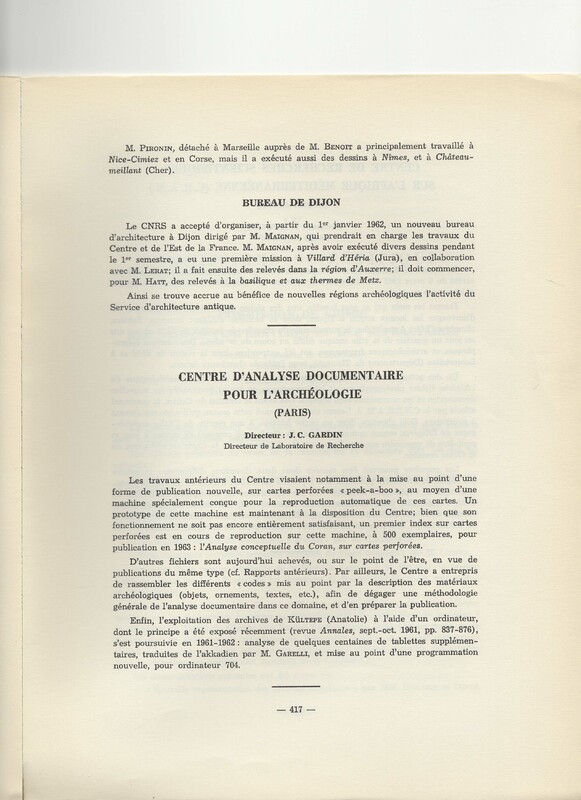 M. PIRONIN, détaché à Marseille auprès de M. BENOIT a principalement travaillé à
Nice-Cimiez et en Corse, mais il a exécuté aussi des dessins à Nîmes, et à Château-
meillant (Cher).
BUREAU DE DIJON
Le CNRS a accepté d'organiser, à partir du 1er janvier 1962, un nouveau bureau
d'architecture à Dijon dirigé par M. MAIGNAN, qui prendrait en charge les travaux du
Centre et de l'Est de la France. M. MAIGNAN, après avoir exécuté divers dessins pendant
le 1er semestre, a eu une première mission à Villard d'Héria (Jura), en collaboration
avec M. LERAT; il a fait ensuite des relevés dans la région d'Auxerre; il doit commencer,
pour M. HATT, des relevés à la basilique et aux thermes de Metz.
Ainsi se trouve accrue au bénéfice de nouvelles régions archéologiques l'activité du
Service d'architecture antique.
CENTRE D'ANALYSE DOCUMENTAIRE
POUR L'ARCHÉOLOGIE
(PARIS)
Directeur : J. C. GARDIN
Directeur de Laboratoire de Recherche
Les travaux antérieurs du Centre visaient notamment à la mise au point d'une
forme de publication nouvelle, sur cartes perforées « peek-a-boo », au moyen d'une
machine spécialement conçue pour la reproduction automatique de ces cartes. Un
prototype de cette machine est maintenant à la disposition du Centre; bien que son
fonctionnement ne soit pas encore entièrement satisfaisant, un premier index sur cartes
perforées est en cours de reproduction sur cette machine, à 500 exemplaires, pour
publication en 1963 : l'Analyse conceptuelle du Coran, sur cartes perforées.
D'autres fichiers sont aujourd'hui achevés, ou sur le point de l'être, en vue de
publications du même type (cf. Rapports antérieurs). Par ailleurs, le Centre a entrepris
de rassembler les différents « codes » mis au point par la description des matériaux
archéologiques (objets, ornements, textes, etc.), afin de dégager une méthodologie
générale de l'analyse documentaire dans ce domaine, et d'en préparer la publication.
Enfin, l'exploitation des archives de KÜLTEPE (Anatolie) à l'aide d'un ordinateur,
dont le principe a été exposé récemment (revue Annales, sept.-oct. 1961, pp. 837-876),
s'est poursuivie en 1961-1962 : analyse de quelques centaines de tablettes supplémen-
taires, traduites de l'akkadien par M. GARELLI, et mise au point d'une programmation
nouvelle, pour ordinateur 704.
— 417 —